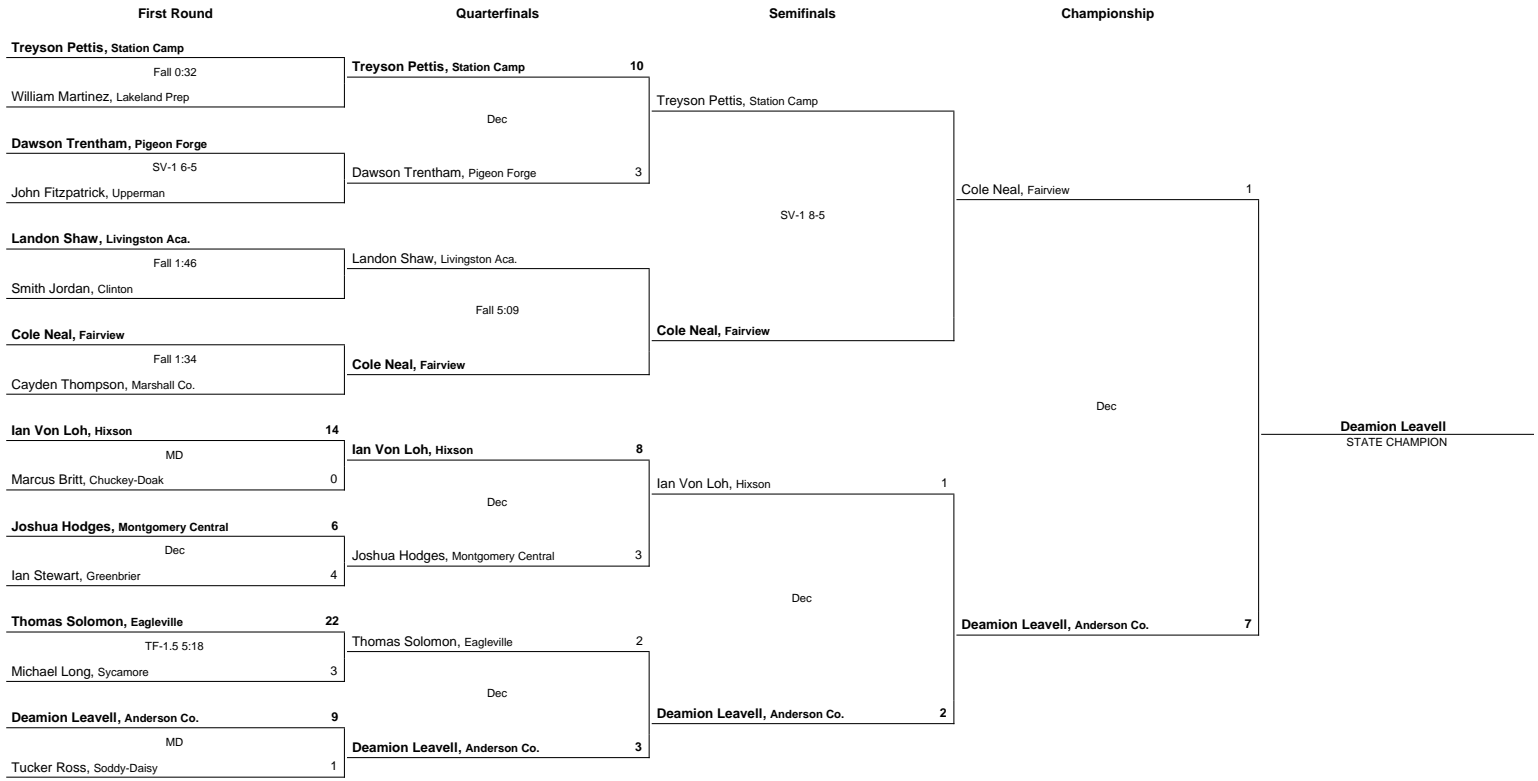 First Round Quarterfinals Semifinals Championship
Treyson Pettis, Station Camp
Fall 0:32
William Martinez, Lakeland Prep
Dawson Trentham, Pigeon Forge
SV-1 6-5
John Fitzpatrick, Upperman
Landon Shaw, Livingston Aca.
Fall 1:46
Smith Jordan, Clinton
Cole Neal, Fairview
Fall 1:34
Cayden Thompson, Marshall Co.
Ian Von Loh, Hixson 14
MD
Marcus Britt, Chuckey-Doak 0
Joshua Hodges, Montgomery Central 6
Dec
Ian Stewart, Greenbrier 4
Thomas Solomon, Eagleville 22
TF-1.5 5:18
Michael Long, Sycamore 3
Deamion Leavell, Anderson Co. 9
MD
Tucker Ross, Soddy-Daisy 1
Treyson Pettis, Station Camp 10
Dec
Dawson Trentham, Pigeon Forge 3
Landon Shaw, Livingston Aca.
Fall 5:09
Cole Neal, Fairview
Ian Von Loh, Hixson 8
Dec
Joshua Hodges, Montgomery Central 3
Thomas Solomon, Eagleville 2
Dec
Deamion Leavell, Anderson Co. 3
Treyson Pettis, Station Camp
SV-1 8-5
Cole Neal, Fairview
Ian Von Loh, Hixson 1
Dec
Deamion Leavell, Anderson Co. 2
Cole Neal, Fairview 1
Dec
Deamion Leavell, Anderson Co. 7
Deamion Leavell
STATE CHAMPION